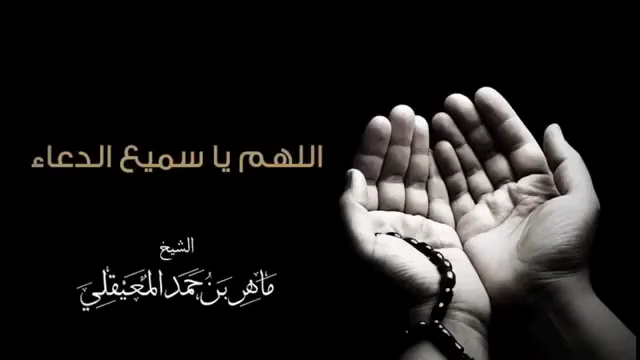 اللهم يا سميع الدعاء
الشيخ
ماهر بن حمد المعيقلي